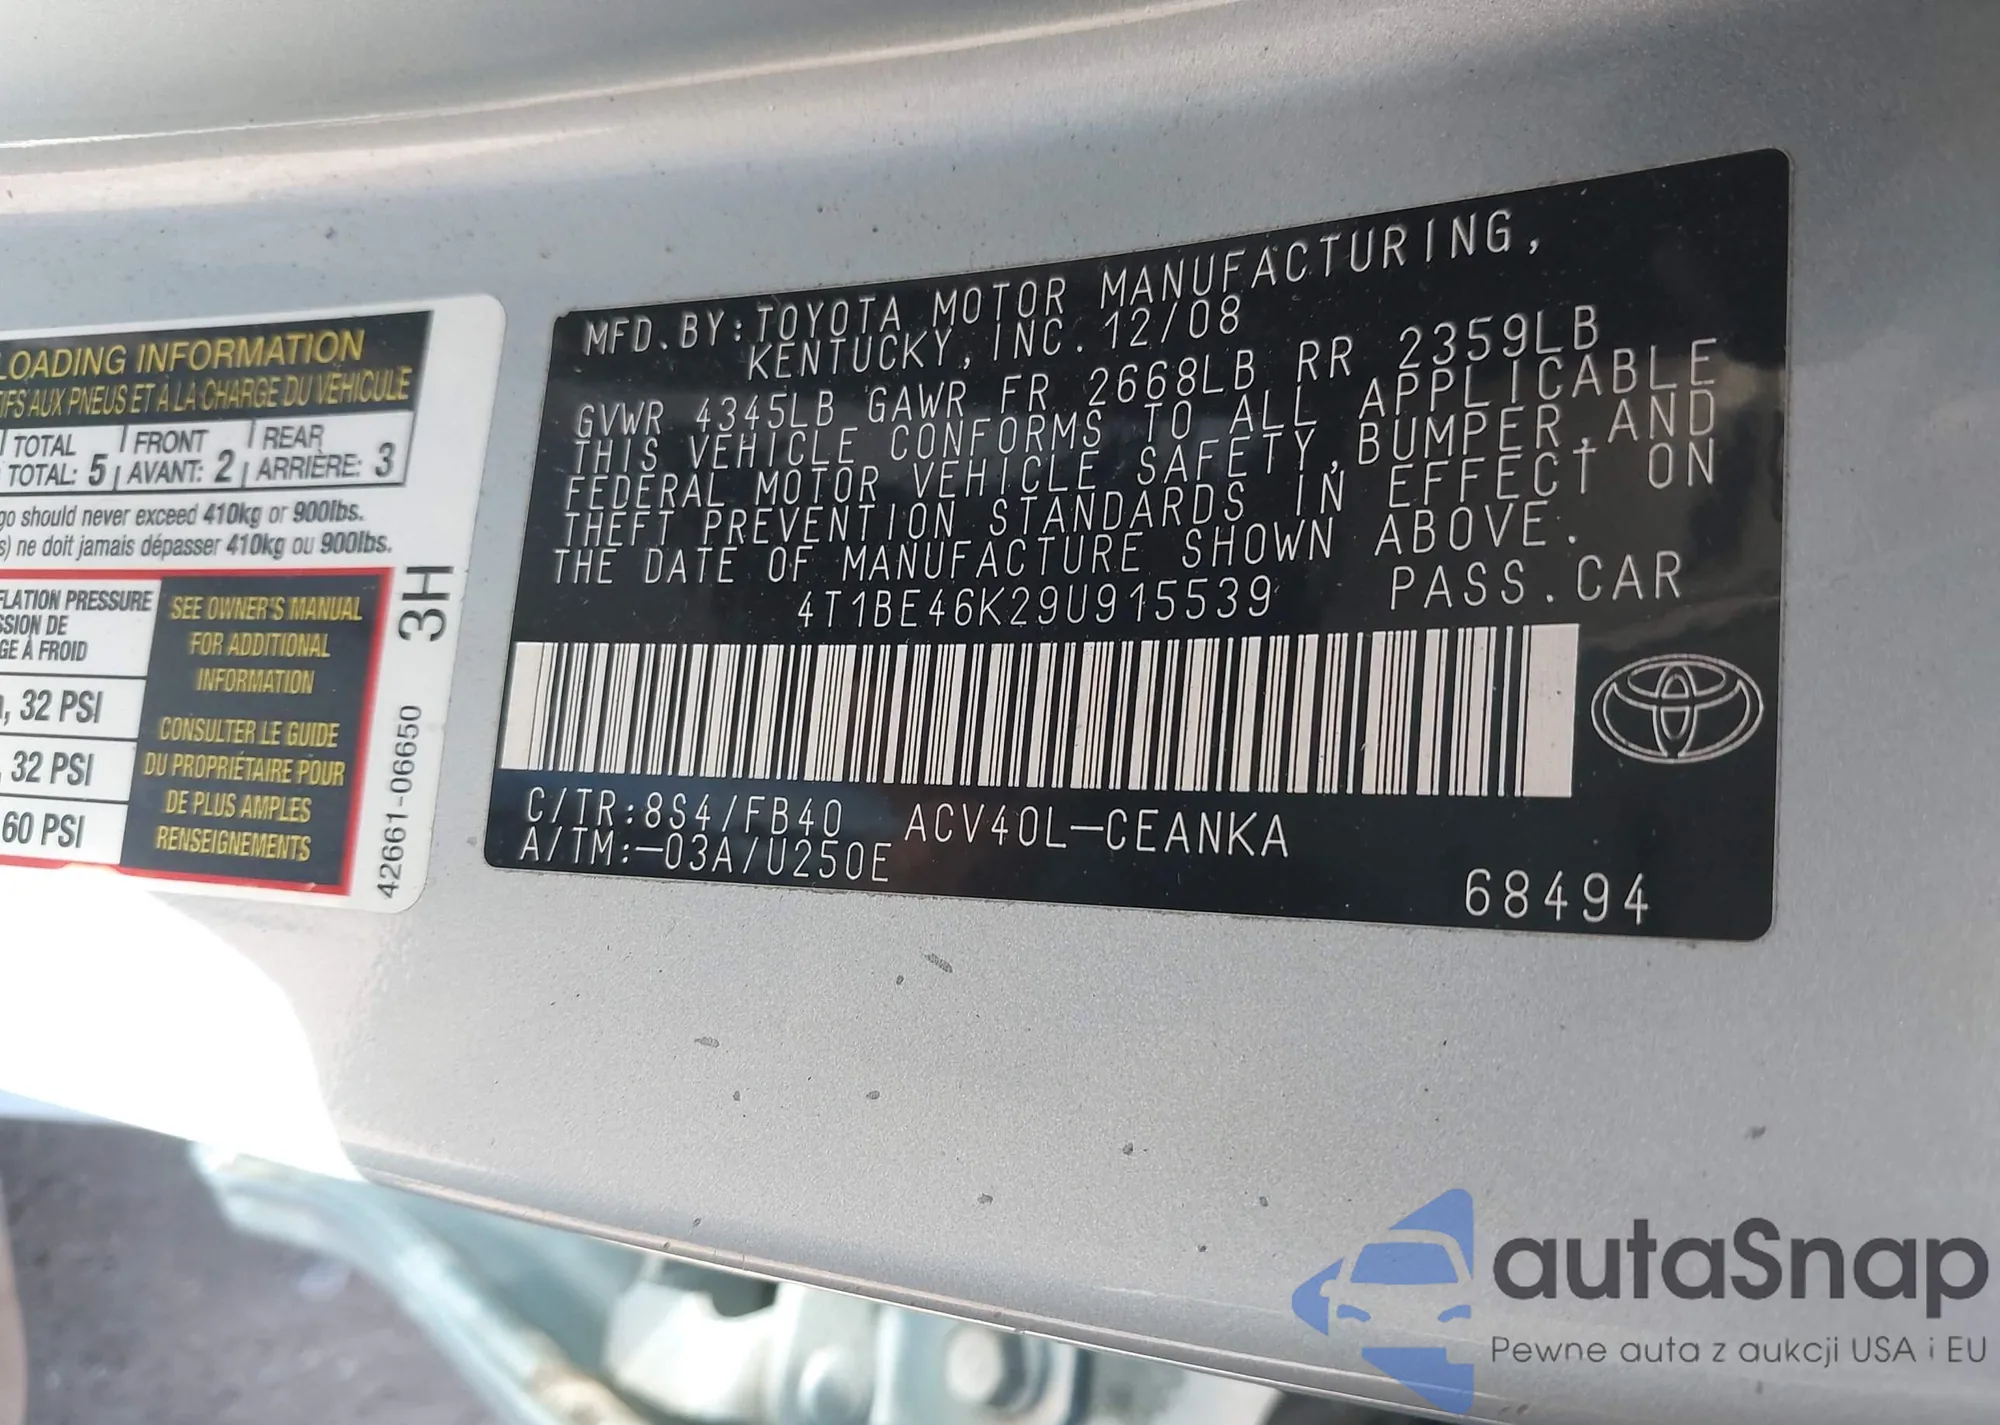 LOADING INFORMATION
TIFS AUX PNEUS ET À LA CHARGE DU VÉHICULE
TOTAL FRONT REAR
TOTAL: 5 AVANT: 2 ARRIÈRE: 3
go should never exceed 410kg or 900lbs.
s) ne doit jamais dépasser 410kg ou 900lbs.
FLATION PRESSURE
SSION DE
GE À FROID
, 32 PSI
, 32 PSI
60 PSI
SEE OWNER'S MANUAL
FOR ADDITIONAL
INFORMATION
CONSULTER LE GUIDE
DU PROPRIÉTAIRE POUR
DE PLUS AMPLES
RENSEIGNEMENTS
42661-06650 3H
MFD.BY:TOYOTA MOTOR MANUFACTURING,
KENTUCKY, INC. 12/08
GVWR 4345LB GAWR FR 2668LB RR 2359LB
THIS VEHICLE CONFORMS TO ALL APPLICABLE
FEDERAL MOTOR VEHICLE SAFETY,BUMPER,AND
THEFT PREVENTION STANDARDS IN EFFECT ON
THE DATE OF MANUFACTURE SHOWN ABOVE.
4T1BE46K29U915539 PASS.CAR
C/TR:8S4/FB40 ACV40L-CEANKA
A/TM:-03A/U250E
68494
autaSnap
Pewne auta z aukcji USA i EU